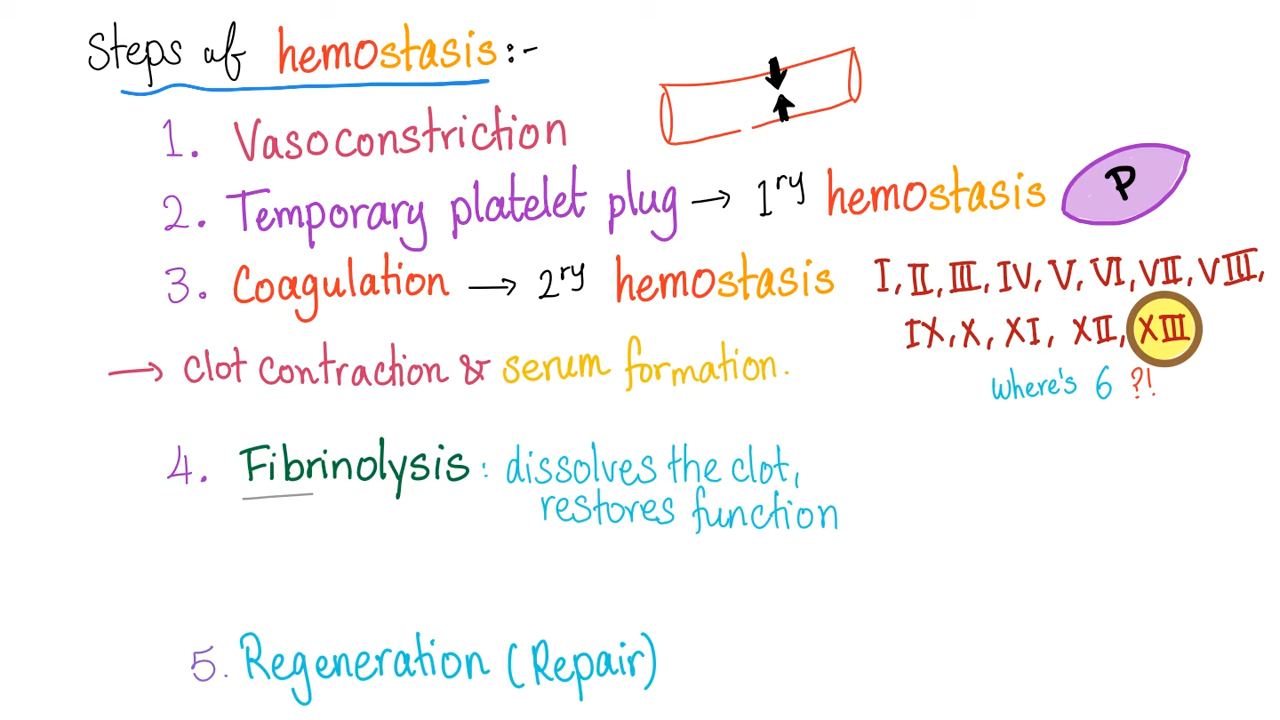 Steps of hemostasis:-
1. Vasoconstriction
2. Temporary platelet plug → 1ry hemostasis P
3. Coagulation → 2ry hemostasis
I, II, III, IV, V, VI, VII, VIII,
IX, X, XI, XII, XIII
where's 6 ?!
→ Clot contraction & serum formation.
4. Fibrinolysis: dissolves the clot,
restores function
5. Regeneration (Repair)